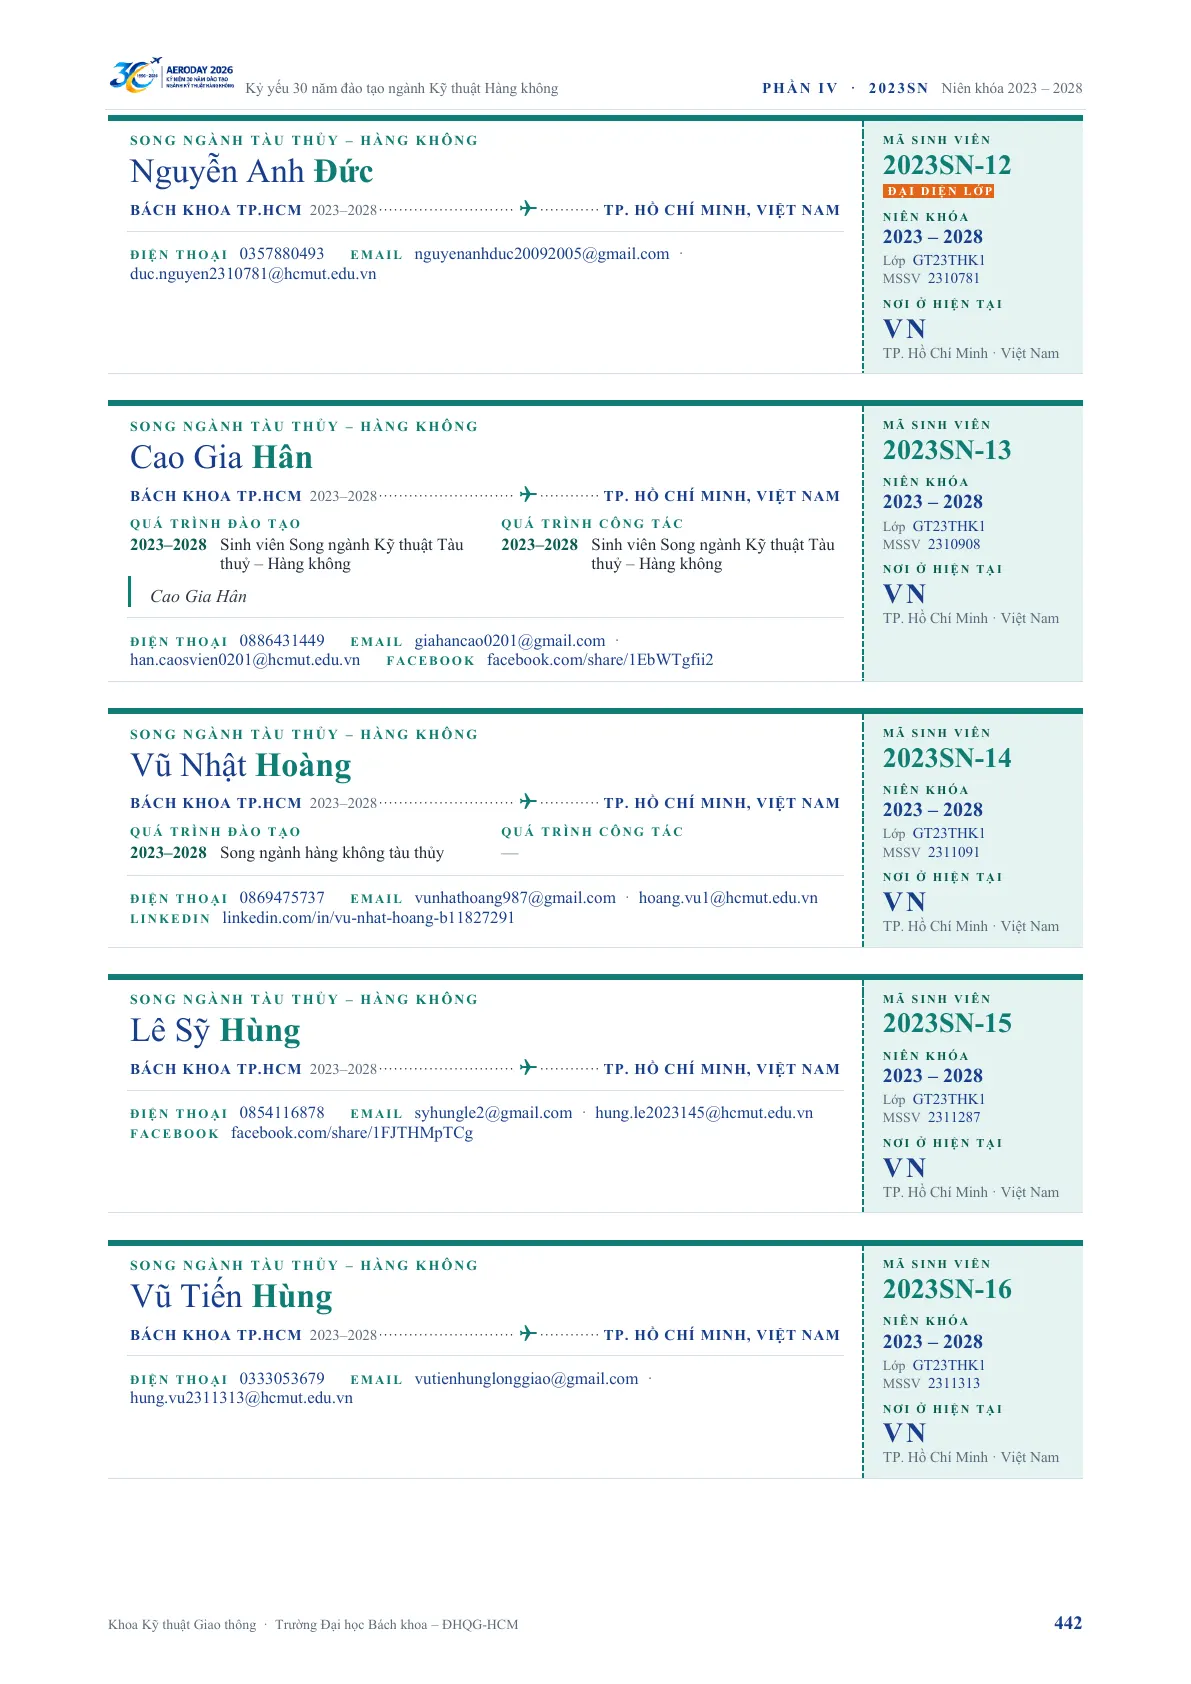 AERODAY 2026
1996 - 2026
KỶ NIỆM 30 NĂM ĐÀO TẠO
NGÀNH KỸ THUẬT HÀNG KHÔNG
Kỷ yếu 30 năm đào tạo ngành Kỹ thuật Hàng không
PHẦN IV · 2023SN Niên khóa 2023 – 2028
SONG NGÀNH TÀU THỦY – HÀNG KHÔNG
Nguyễn Anh Đức
BÁCH KHOA TP.HCM 2023–2028 TP. HỒ CHÍ MINH, VIỆT NAM
ĐIỆN THOẠI 0357880493 EMAIL nguyenanhduc20092005@gmail.com ·
duc.nguyen2310781@hcmut.edu.vn
MÃ SINH VIÊN
2023SN-12
ĐẠI DIỆN LỚP
NIÊN KHÓA
2023 – 2028
Lớp GT23THK1
MSSV 2310781
NƠI Ở HIỆN TẠI
VN
TP. Hồ Chí Minh · Việt Nam
SONG NGÀNH TÀU THỦY – HÀNG KHÔNG
Cao Gia Hân
BÁCH KHOA TP.HCM 2023–2028 TP. HỒ CHÍ MINH, VIỆT NAM
QUÁ TRÌNH ĐÀO TẠO
2023–2028 Sinh viên Song ngành Kỹ thuật Tàu
thuỷ – Hàng không
QUÁ TRÌNH CÔNG TÁC
2023–2028 Sinh viên Song ngành Kỹ thuật Tàu
thuỷ – Hàng không
Cao Gia Hân
ĐIỆN THOẠI 0886431449 EMAIL giahancao0201@gmail.com ·
han.caosvien0201@hcmut.edu.vn FACEBOOK facebook.com/share/1EbWTgfii2
MÃ SINH VIÊN
2023SN-13
NIÊN KHÓA
2023 – 2028
Lớp GT23THK1
MSSV 2310908
NƠI Ở HIỆN TẠI
VN
TP. Hồ Chí Minh · Việt Nam
SONG NGÀNH TÀU THỦY – HÀNG KHÔNG
Vũ Nhật Hoàng
BÁCH KHOA TP.HCM 2023–2028 TP. HỒ CHÍ MINH, VIỆT NAM
QUÁ TRÌNH ĐÀO TẠO
2023–2028 Song ngành hàng không tàu thủy
QUÁ TRÌNH CÔNG TÁC
—
ĐIỆN THOẠI 0869475737 EMAIL vunhathoang987@gmail.com · hoang.vu1@hcmut.edu.vn
LINKEDIN linkedin.com/in/vu-nhat-hoang-b11827291
MÃ SINH VIÊN
2023SN-14
NIÊN KHÓA
2023 – 2028
Lớp GT23THK1
MSSV 2311091
NƠI Ở HIỆN TẠI
VN
TP. Hồ Chí Minh · Việt Nam
SONG NGÀNH TÀU THỦY – HÀNG KHÔNG
Lê Sỹ Hùng
BÁCH KHOA TP.HCM 2023–2028 TP. HỒ CHÍ MINH, VIỆT NAM
ĐIỆN THOẠI 0854116878 EMAIL syhungle2@gmail.com · hung.le2023145@hcmut.edu.vn
FACEBOOK facebook.com/share/1FJTHMpTCg
MÃ SINH VIÊN
2023SN-15
NIÊN KHÓA
2023 – 2028
Lớp GT23THK1
MSSV 2311287
NƠI Ở HIỆN TẠI
VN
TP. Hồ Chí Minh · Việt Nam
SONG NGÀNH TÀU THỦY – HÀNG KHÔNG
Vũ Tiến Hùng
BÁCH KHOA TP.HCM 2023–2028 TP. HỒ CHÍ MINH, VIỆT NAM
ĐIỆN THOẠI 0333053679 EMAIL vutienhunglonggiao@gmail.com ·
hung.vu2311313@hcmut.edu.vn
MÃ SINH VIÊN
2023SN-16
NIÊN KHÓA
2023 – 2028
Lớp GT23THK1
MSSV 2311313
NƠI Ở HIỆN TẠI
VN
TP. Hồ Chí Minh · Việt Nam
Khoa Kỹ thuật Giao thông · Trường Đại học Bách khoa – ĐHQG-HCM
442